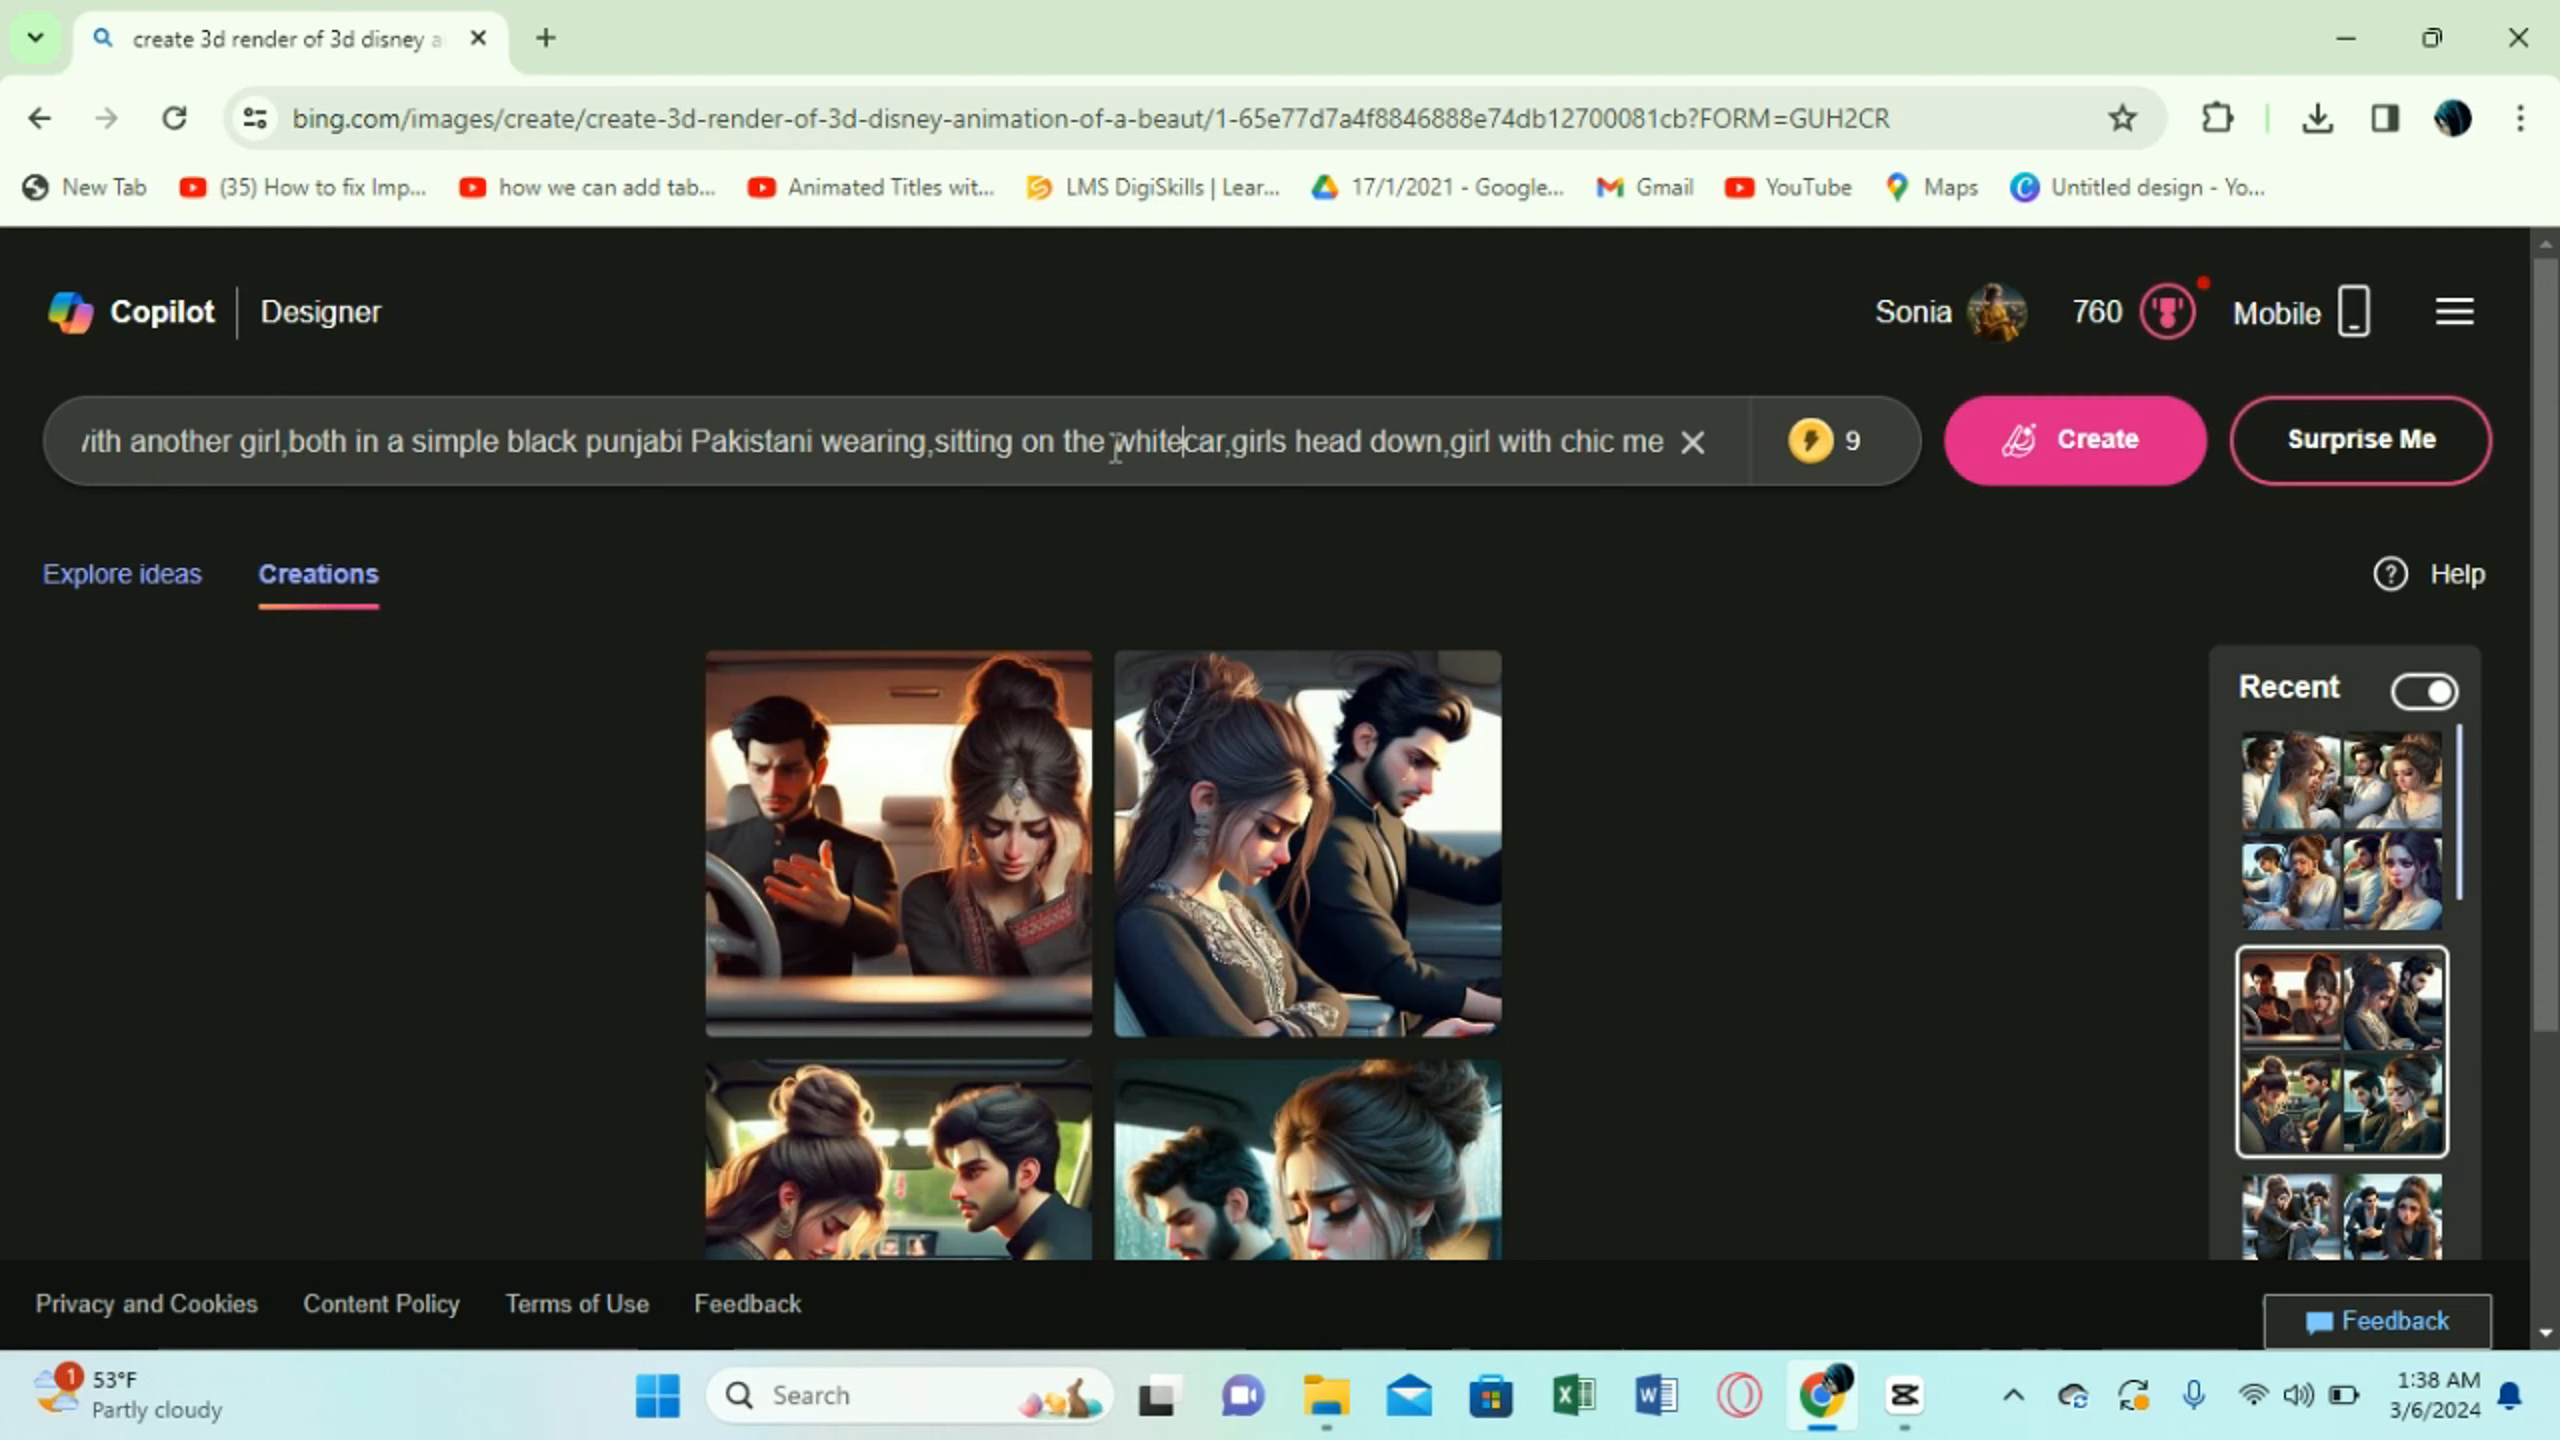 create 3d render of 3d disney a
bing.com/images/create/create-3d-render-of-3d-disney-animation-of-a-beaut/1-65e77d7a4f8846888e74db12700081cb?FORM=GUH2CR
New Tab
(35) How to fix Imp...
how we can add tab...
Animated Titles wit...
LMS DigiSkills | Lear...
17/1/2021 - Google...
Gmail
YouTube
Maps
Untitled design - Yo...
Copilot Designer
Sonia
760
Mobile
with another girl,both in a simple black punjabi Pakistani wearing,sitting on the whitecar,girls head down,girl with chic me
9
Create
Surprise Me
Explore ideas
Creations
Help
Recent
Privacy and Cookies
Content Policy
Terms of Use
Feedback
Feedback
1
53°F
Partly cloudy
Search
1:38 AM
3/6/2024